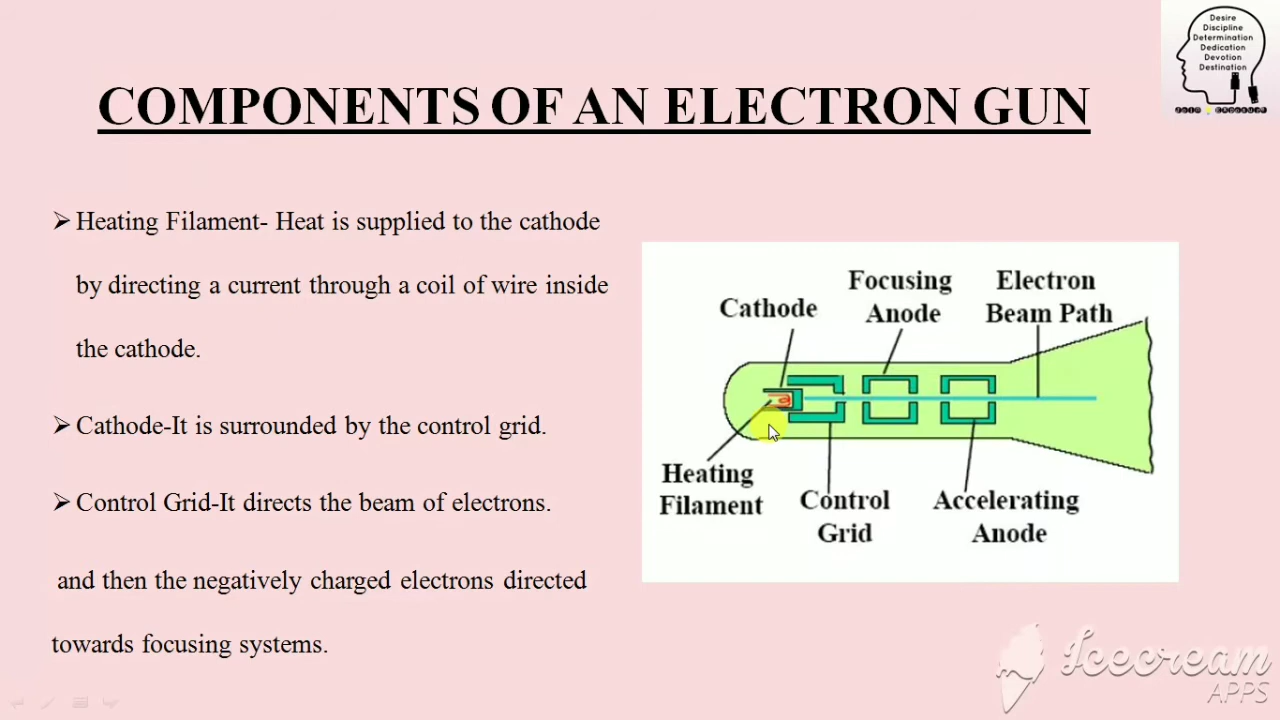 Desire
Discipline
Determination
Dedication
Devotion
Destination
COMPONENTS OF AN ELECTRON GUN
➢ Heating Filament- Heat is supplied to the cathode
by directing a current through a coil of wire inside
the cathode.
➢ Cathode-It is surrounded by the control grid.
➢ Control Grid-It directs the beam of electrons.
and then the negatively charged electrons directed
towards focusing systems.
Cathode
Focusing
Anode
Electron
Beam Path
Heating
Filament
Control
Grid
Accelerating
Anode
Icecream
APPS